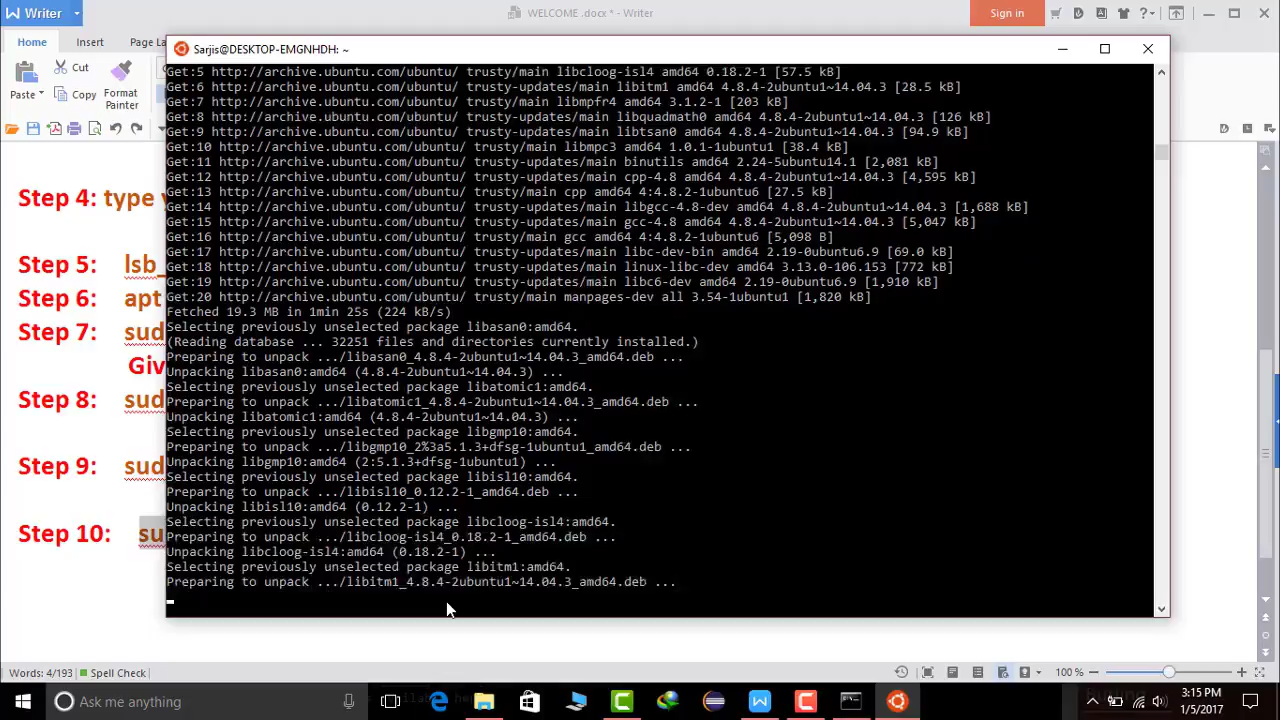 Writer
WELCOME .docx * - Writer
Sign in
Home
Insert
Page La
Cut
Paste
Copy
Format
Painter
Sarjis@DESKTOP-EMGNHDH: ~
Get:5 http://archive.ubuntu.com/ubuntu/ trusty/main libcloog-isl4 amd64 0.18.2-1 [57.5 kB]
Get:6 http://archive.ubuntu.com/ubuntu/ trusty-updates/main libitm1 amd64 4.8.4-2ubuntu1~14.04.3 [28.5 kB]
Get:7 http://archive.ubuntu.com/ubuntu/ trusty/main libmpfr4 amd64 3.1.2-1 [203 kB]
Get:8 http://archive.ubuntu.com/ubuntu/ trusty-updates/main libquadmath0 amd64 4.8.4-2ubuntu1~14.04.3 [126 kB]
Get:9 http://archive.ubuntu.com/ubuntu/ trusty-updates/main libtsan0 amd64 4.8.4-2ubuntu1~14.04.3 [94.9 kB]
Get:10 http://archive.ubuntu.com/ubuntu/ trusty/main libmpc3 amd64 1.0.1-1ubuntu1 [38.4 kB]
Get:11 http://archive.ubuntu.com/ubuntu/ trusty-updates/main binutils amd64 2.24-5ubuntu14.1 [2,081 kB]
Get:12 http://archive.ubuntu.com/ubuntu/ trusty-updates/main cpp-4.8 amd64 4.8.4-2ubuntu1~14.04.3 [4,595 kB]
Get:13 http://archive.ubuntu.com/ubuntu/ trusty/main cpp amd64 4:4.8.2-1ubuntu6 [27.5 kB]
Get:14 http://archive.ubuntu.com/ubuntu/ trusty-updates/main libgcc-4.8-dev amd64 4.8.4-2ubuntu1~14.04.3 [1,688 kB]
Get:15 http://archive.ubuntu.com/ubuntu/ trusty-updates/main gcc-4.8 amd64 4.8.4-2ubuntu1~14.04.3 [5,047 kB]
Get:16 http://archive.ubuntu.com/ubuntu/ trusty/main gcc amd64 4:4.8.2-1ubuntu6 [5,098 B]
Get:17 http://archive.ubuntu.com/ubuntu/ trusty-updates/main libc-dev-bin amd64 2.19-0ubuntu6.9 [69.0 kB]
Get:18 http://archive.ubuntu.com/ubuntu/ trusty-updates/main linux-libc-dev amd64 3.13.0-106.153 [772 kB]
Get:19 http://archive.ubuntu.com/ubuntu/ trusty-updates/main libc6-dev amd64 2.19-0ubuntu6.9 [1,910 kB]
Get:20 http://archive.ubuntu.com/ubuntu/ trusty/main manpages-dev all 3.54-1ubuntu1 [1,820 kB]
Fetched 19.3 MB in 1min 25s (224 kB/s)
Selecting previously unselected package libasan0:amd64.
(Reading database ... 32251 files and directories currently installed.)
Preparing to unpack .../libasan0_4.8.4-2ubuntu1~14.04.3_amd64.deb ...
Unpacking libasan0:amd64 (4.8.4-2ubuntu1~14.04.3) ...
Selecting previously unselected package libatomic1:amd64.
Preparing to unpack .../libatomic1_4.8.4-2ubuntu1~14.04.3_amd64.deb ...
Unpacking libatomic1:amd64 (4.8.4-2ubuntu1~14.04.3) ...
Selecting previously unselected package libgmp10:amd64.
Preparing to unpack .../libgmp10_2%3a5.1.3+dfsg-1ubuntu1_amd64.deb ...
Unpacking libgmp10:amd64 (2:5.1.3+dfsg-1ubuntu1) ...
Selecting previously unselected package libisl10:amd64.
Preparing to unpack .../libisl10_0.12.2-1_amd64.deb ...
Unpacking libisl10:amd64 (0.12.2-1) ...
Selecting previously unselected package libcloog-isl4:amd64.
Preparing to unpack .../libcloog-isl4_0.18.2-1_amd64.deb ...
Unpacking libcloog-isl4:amd64 (0.18.2-1) ...
Selecting previously unselected package libitm1:amd64.
Preparing to unpack .../libitm1_4.8.4-2ubuntu1~14.04.3_amd64.deb ...
Step 4: type y
Step 5: lsb_
Step 6: apt
Step 7: sud
Giv
Step 8: sud
Step 9: sud
Step 10: su
Words: 4/193
Spell Check
100 %
Ask me anything
3:15 PM
1/5/2017